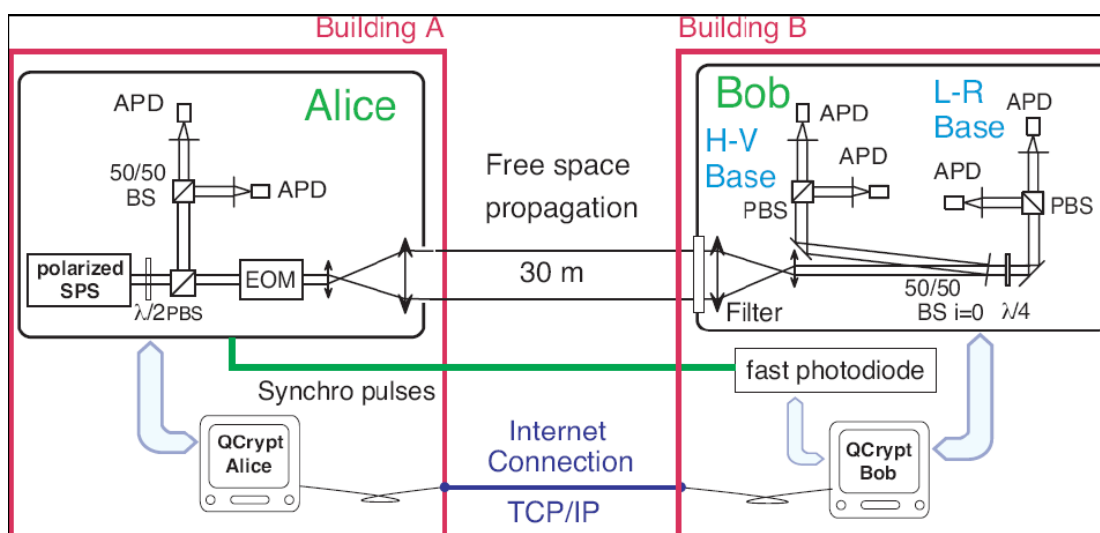 Building A
Building B
Alice
APD
50/50
BS
APD
polarized
SPS
λ/2
PBS
EOM
Free space
propagation
30 m
Bob
H-V
Base
L-R
Base
APD
APD
PBS
APD
APD
PBS
Filter
50/50
BS i=0
λ/4
Synchro pulses
fast photodiode
QCrypt
Alice
Internet
Connection
TCP/IP
QCrypt
Bob